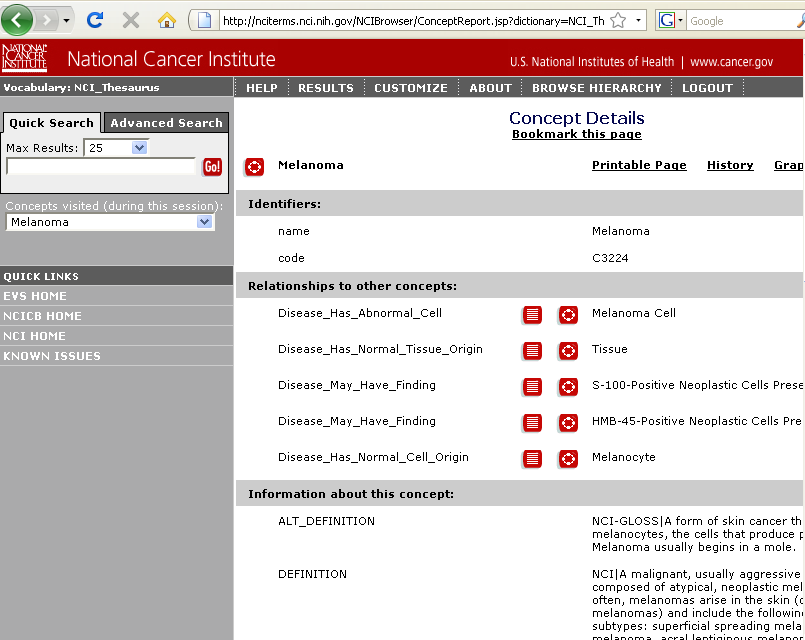 http://nciterms.nci.nih.gov/NCIBrowser/ConceptReport.jsp?dictionary=NCI_Th
G Google
NATIONAL CANCER INSTITUTE
National Cancer Institute
U.S. National Institutes of Health | www.cancer.gov
Vocabulary: NCI_Thesaurus
HELP RESULTS CUSTOMIZE ABOUT BROWSE HIERARCHY LOGOUT
Quick Search Advanced Search
Max Results: 25
Go!
Concepts visited (during this session):
Melanoma
QUICK LINKS
EVS HOME
NCICB HOME
NCI HOME
KNOWN ISSUES
Concept Details
Bookmark this page
Melanoma Printable Page History Grap
Identifiers:
name Melanoma
code C3224
Relationships to other concepts:
Disease_Has_Abnormal_Cell Melanoma Cell
Disease_Has_Normal_Tissue_Origin Tissue
Disease_May_Have_Finding S-100-Positive Neoplastic Cells Prese
Disease_May_Have_Finding HMB-45-Positive Neoplastic Cells Pre
Disease_Has_Normal_Cell_Origin Melanocyte
Information about this concept:
ALT_DEFINITION NCI-GLOSS|A form of skin cancer th
melanocytes, the cells that produce p
Melanoma usually begins in a mole.
DEFINITION NCI|A malignant, usually aggressive
composed of atypical, neoplastic mel
often, melanomas arise in the skin (c
melanomas) and include the followin
subtypes: superficial spreading mela
melanoma, acral lentiginous melanom